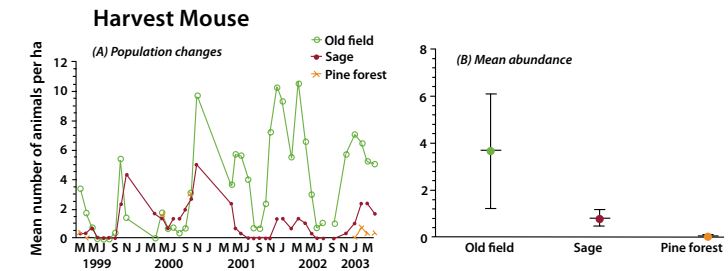 Harvest Mouse
(A) Population changes
Old field
Sage
Pine forest
Mean number of animals per ha
12
10
8
6
4
2
0
M M J S N J M M J S N J M M J S N J M M J S N J M
1999 2000 2001 2002 2003
(B) Mean abundance
8
6
4
2
0
Old field Sage Pine forest